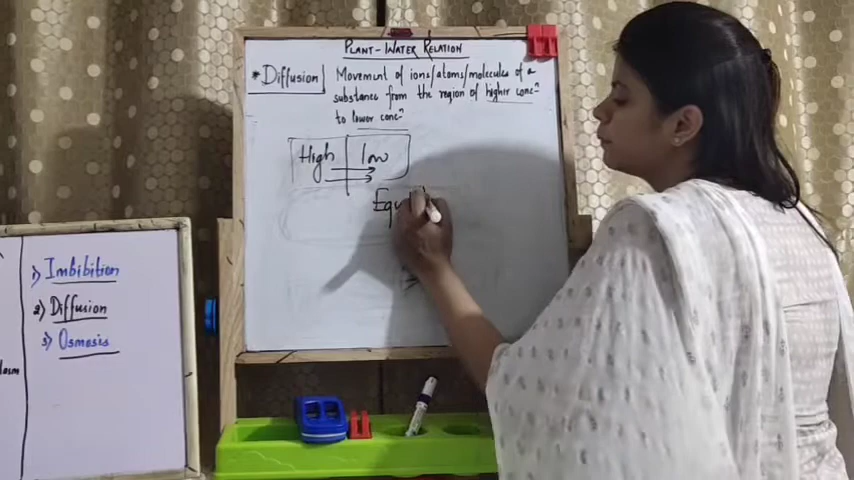 PLANT-WATER RELATION
* Diffusion | Movement of ions/atoms/molecules of a
substance from the region of higher conc?
to lower conc?
High low
1) Imbibition
2) Diffusion
3) Osmosis